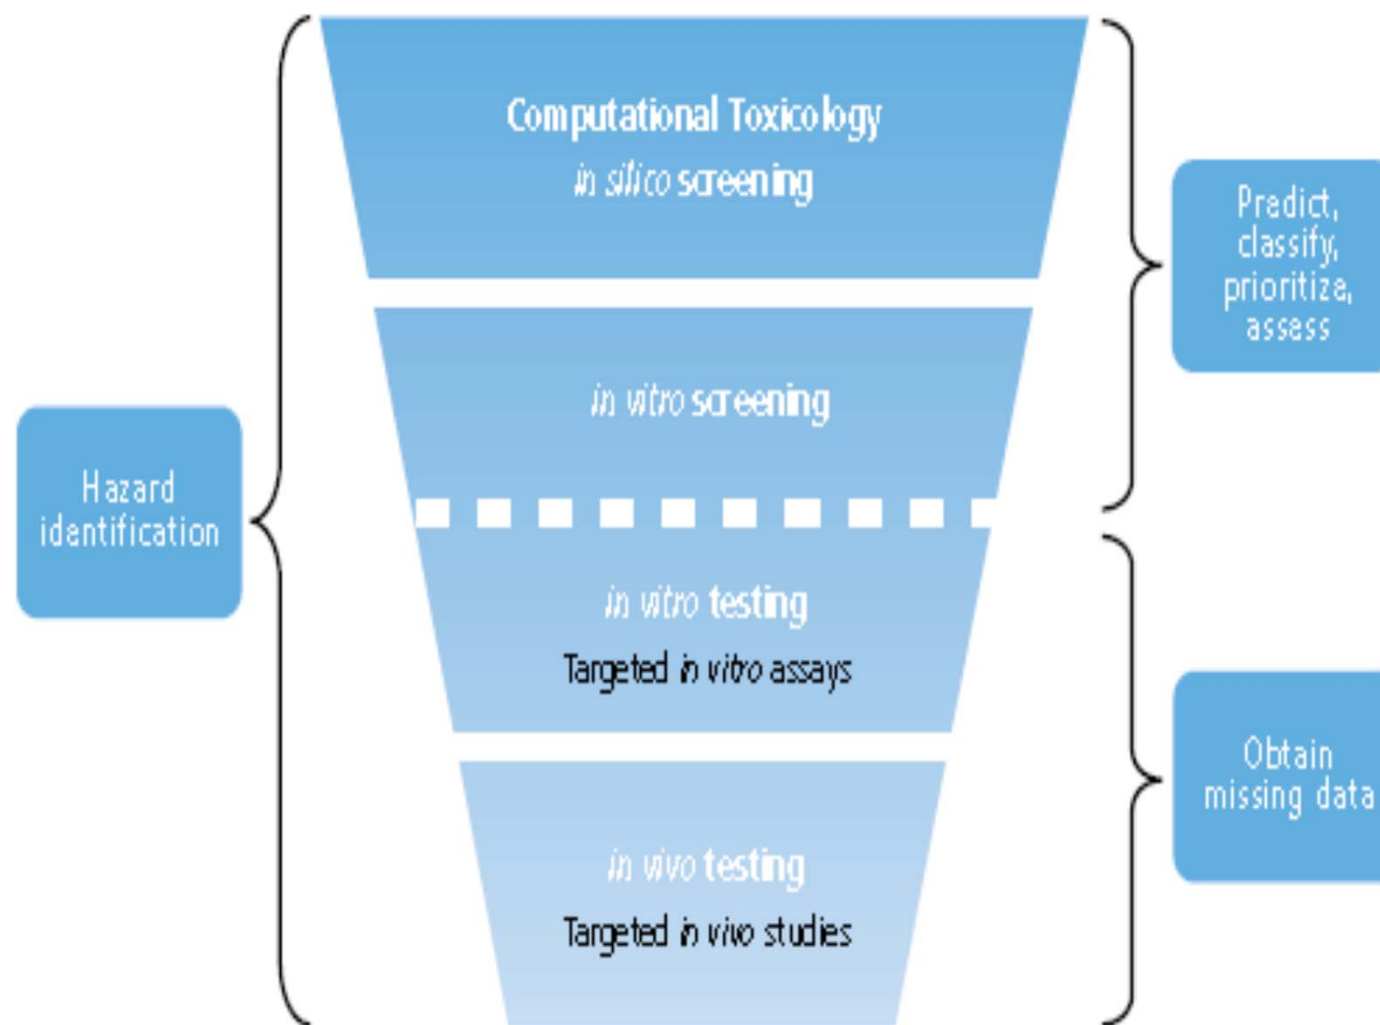 Computational Toxicology
in silico screening
Predict,
classify,
prioritize,
assess
in vitro screening
Hazard
identification
in vitro testing
Targeted in vitro assays
Obtain
missing data
in vivo testing
Targeted in vivo studies